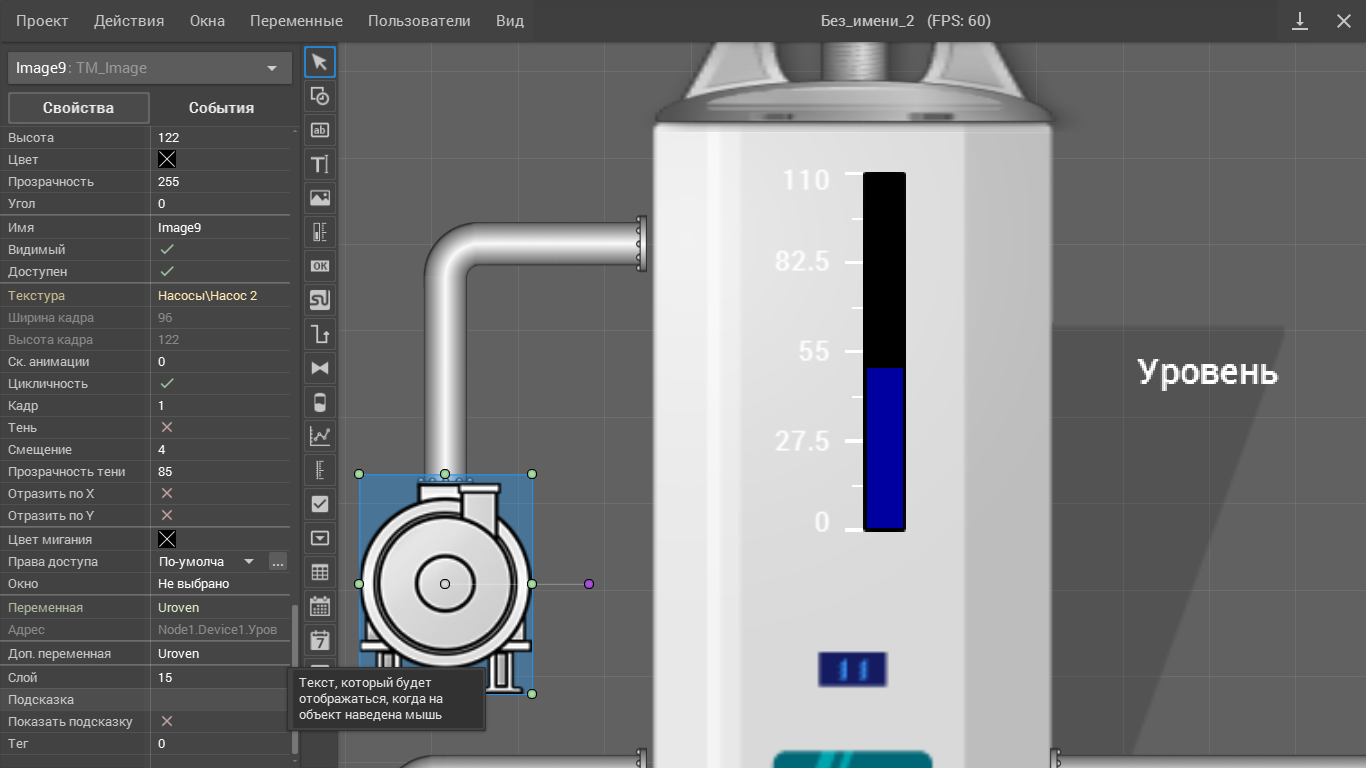 Проект Действия Окна Переменные Пользователи Вид Без_имени_2 (FPS: 60)
Image9: TM_Image
Свойства События
Высота 122
Цвет
Прозрачность 255
Угол 0
Имя Image9
Видимый
Доступен
Текстура Насосы\Насос 2
Ширина кадра 96
Высота кадра 122
Ск. анимации 0
Цикличность
Кадр 1
Тень
Смещение 4
Прозрачность тени 85
Отразить по X
Отразить по Y
Цвет мигания
Права доступа По-умолча ...
Окно Не выбрано
Переменная Uroven
Адрес Node1.Device1.Уров
Доп. переменная Uroven
Слой 15
Подсказка
Показать подсказку
Тег 0
ab
T
OK
7
Текст, который будет
отображаться, когда на
объект наведена мышь
110
82.5
55
27.5
0
Уровень
11